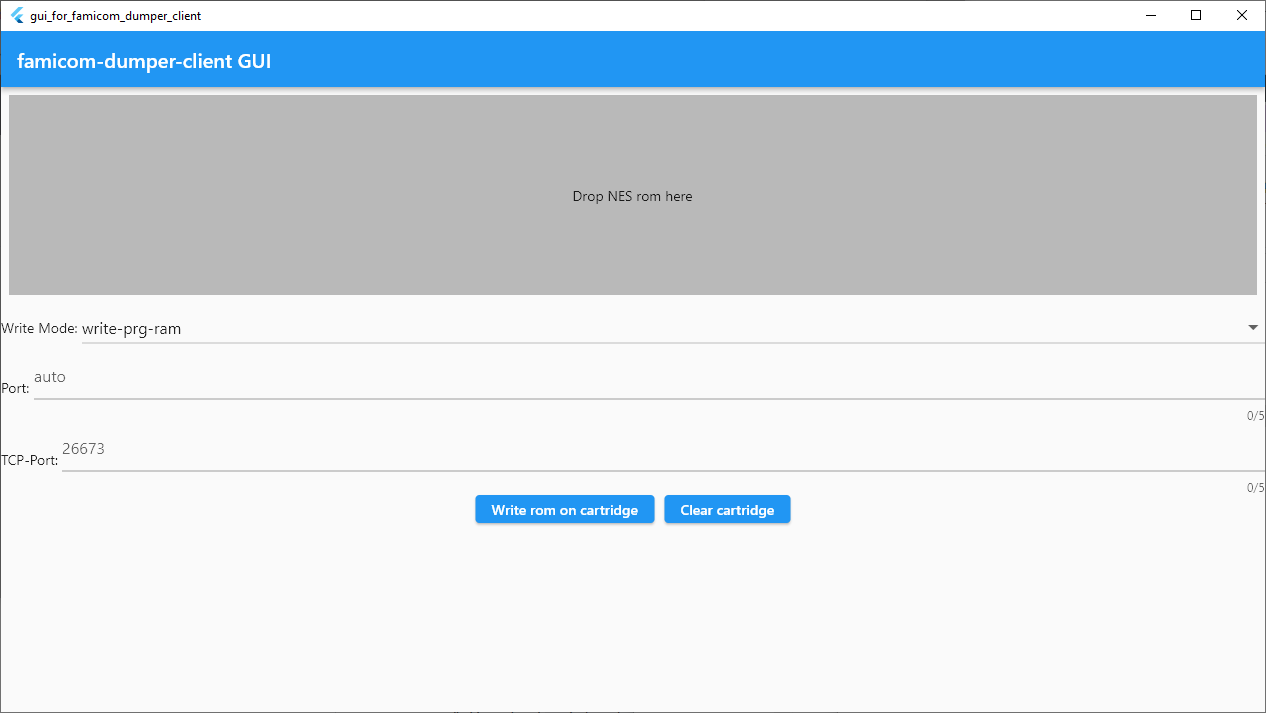 gui_for_famicom_dumper_client
famicom-dumper-client GUI
Drop NES rom here
Write Mode: write-prg-ram
Port: auto
0/5
TCP-Port: 26673
0/5
Write rom on cartridge Clear cartridge